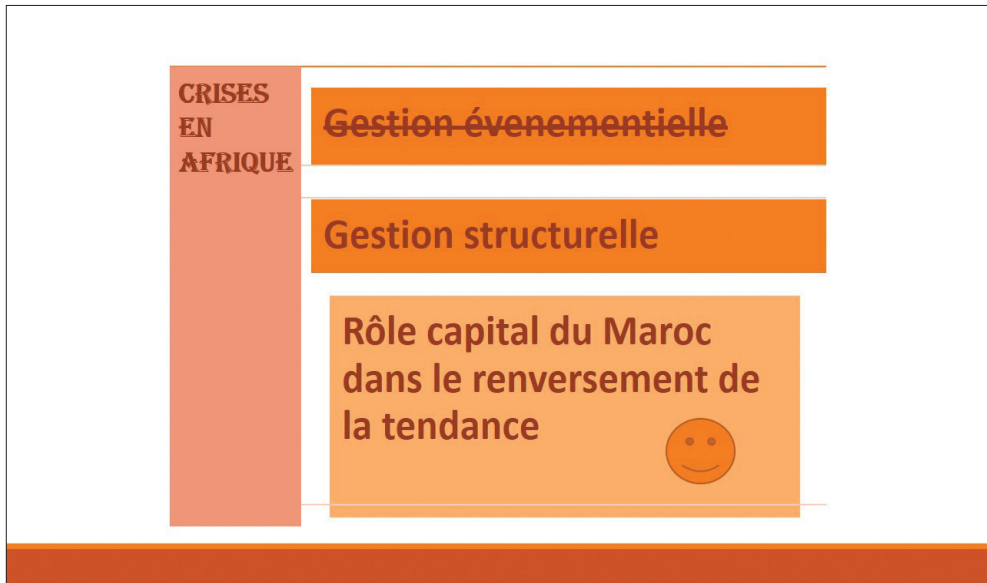 CRISES
EN
AFRIQUE
Gestion évenementielle
Gestion structurelle
Rôle capital du Maroc
dans le renversement de
la tendance